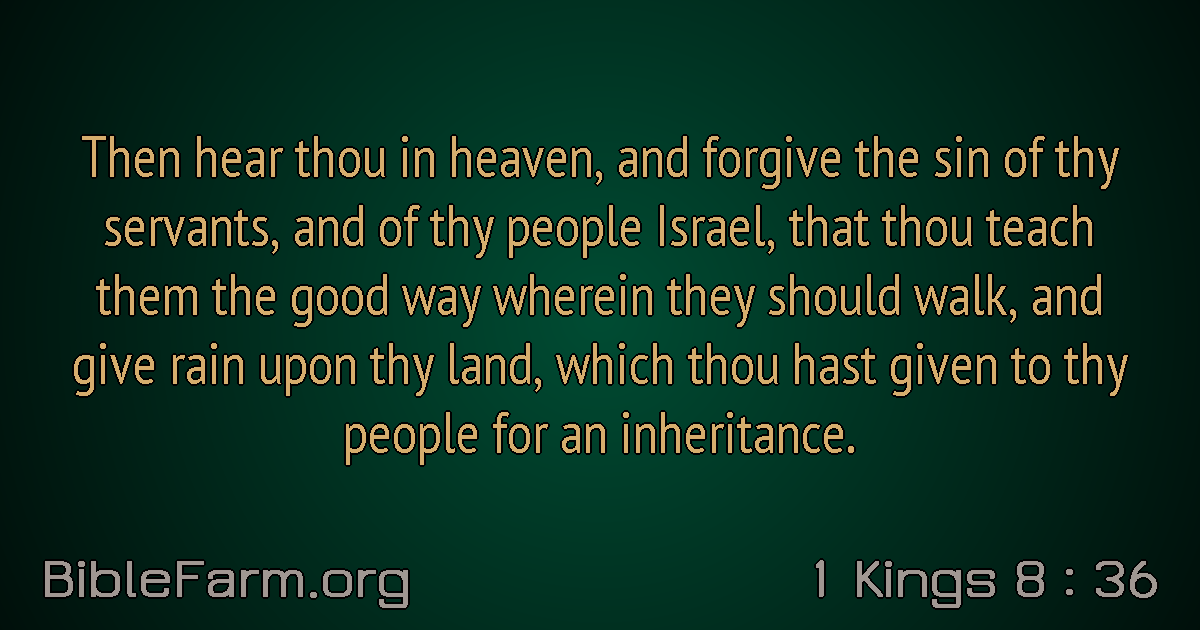 Then hear thou in heaven, and forgive the sin of thy
servants, and of thy people Israel, that thou teach
them the good way wherein they should walk, and
give rain upon thy land, which thou hast given to thy
people for an inheritance.
BibleFarm.org
1 Kings 8 : 36